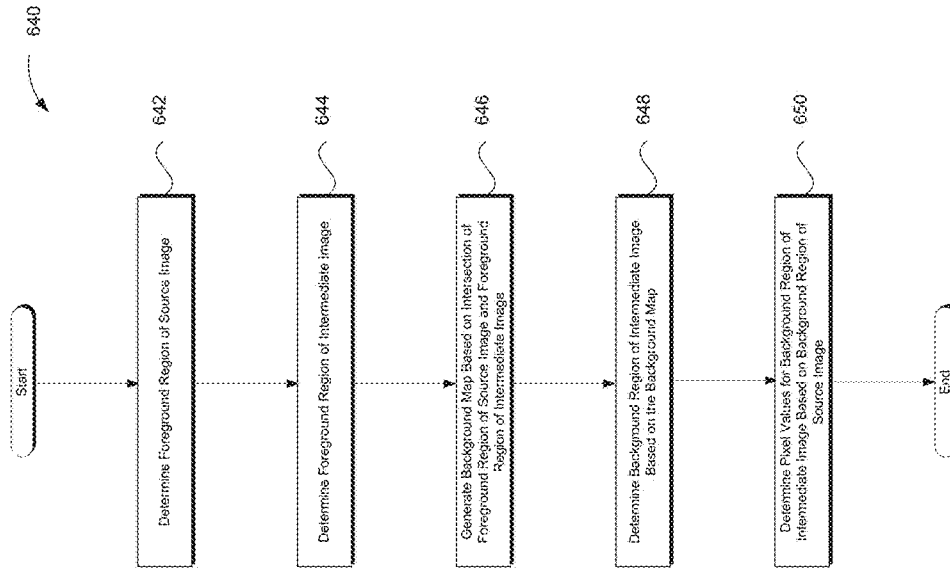 640
Start
Determine Foreground Region of Source Image
642
Determine Foreground Region of Intermediate Image
644
Generate Background Map Based on Intersection of
Foreground Region of Source Image and Foreground
Region of Intermediate Image
646
Determine Background Region of Intermediate Image
Based on the Background Map
648
Determine Pixel Values for Background Region of
Intermediate Image Based on Background Region of
Source Image
650
End